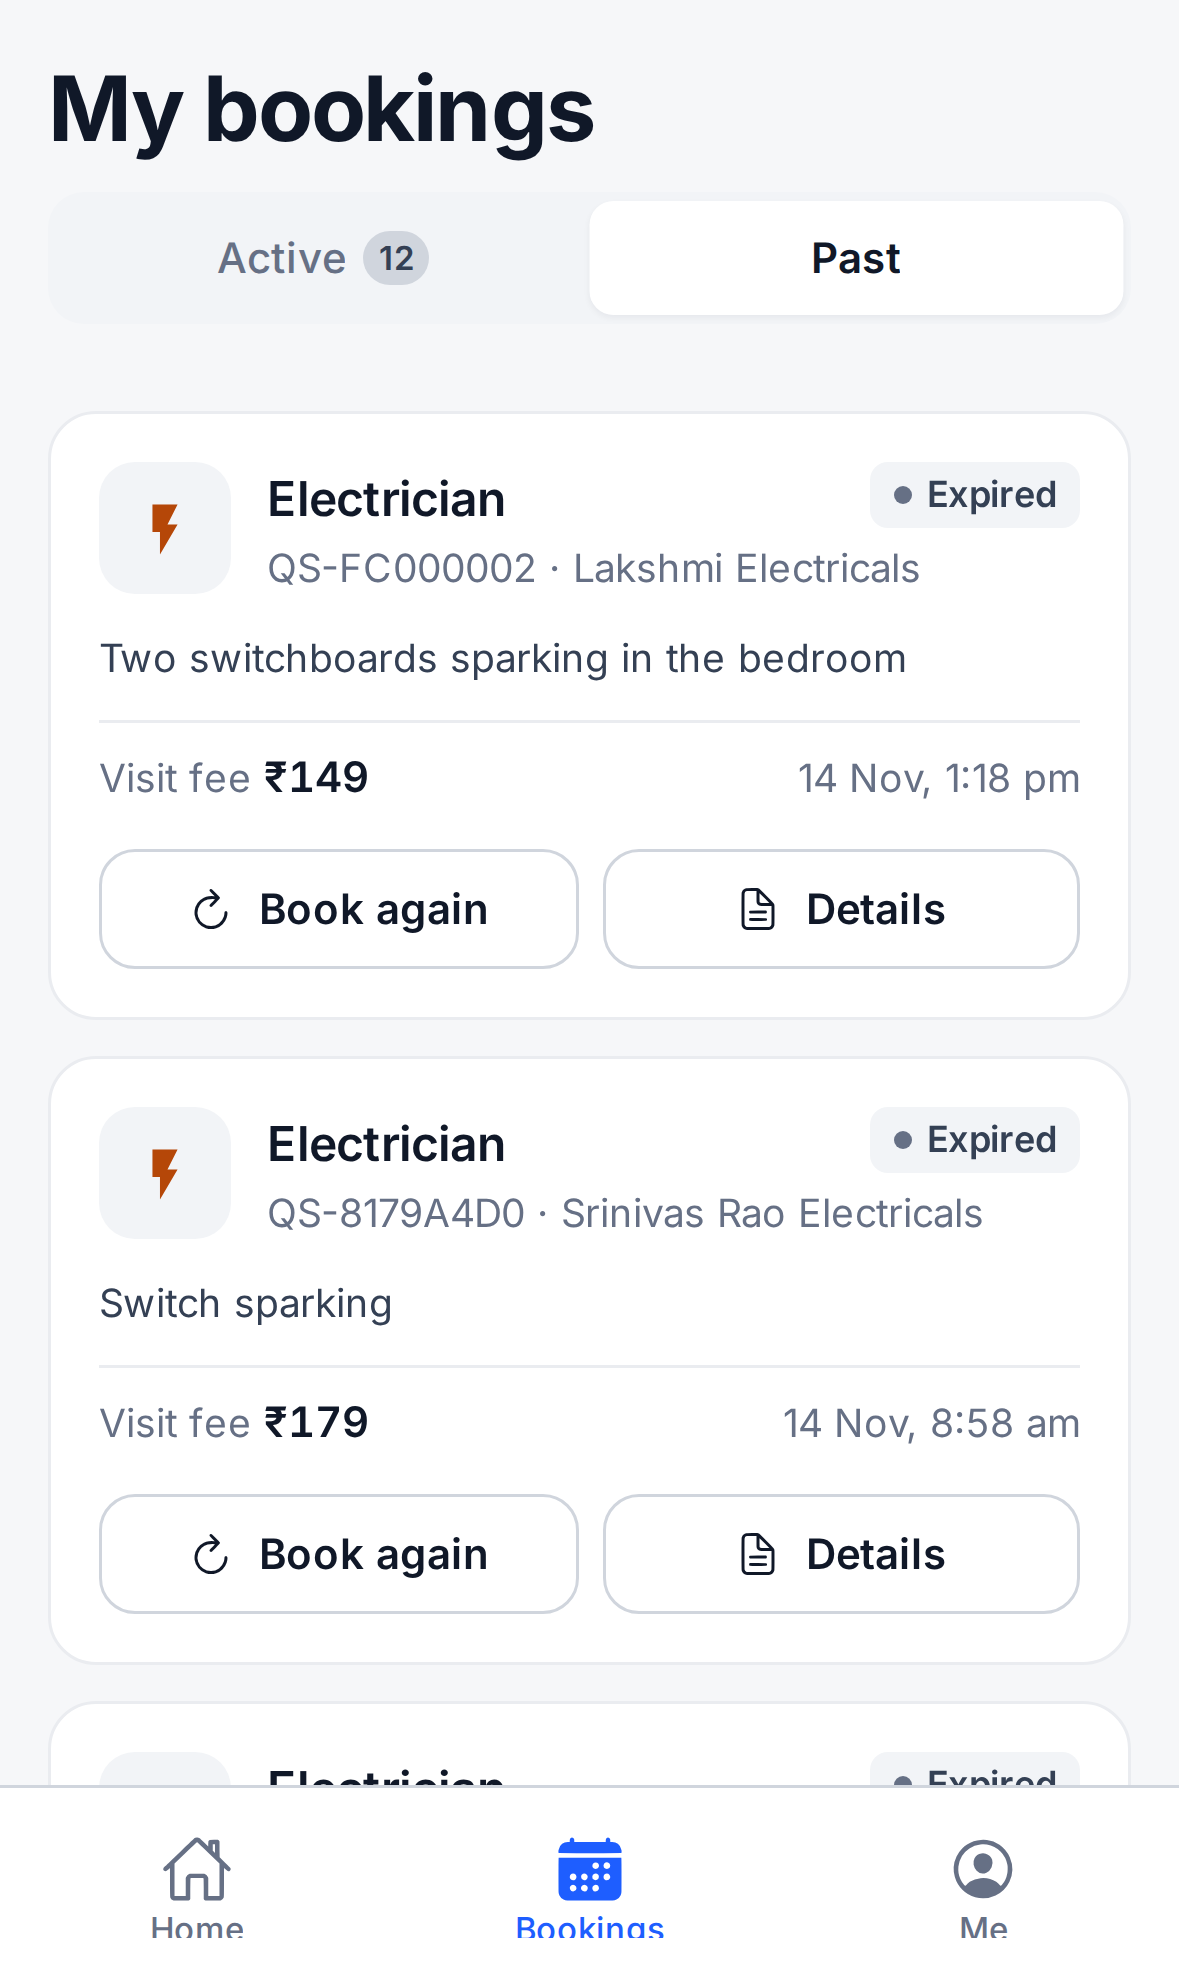 My bookings
Active 12
Past
Electrician
Expired
QS-FC000002 · Lakshmi Electricals
Two switchboards sparking in the bedroom
Visit fee ₹149
14 Nov, 1:18 pm
Book again
Details
Electrician
Expired
QS-8179A4D0 · Srinivas Rao Electricals
Switch sparking
Visit fee ₹179
14 Nov, 8:58 am
Book again
Details
Electrician
Expired
Home
Bookings
Me